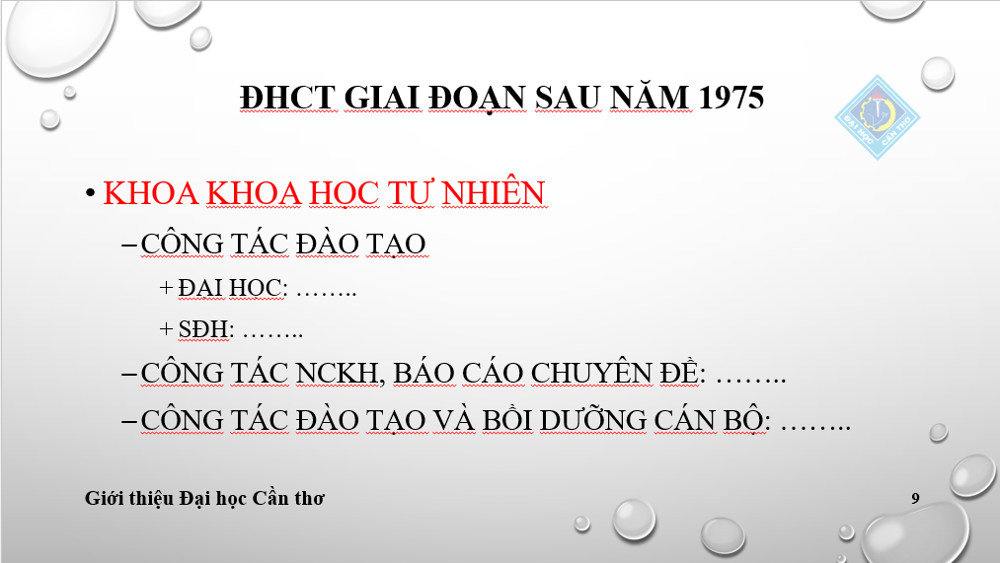 ĐHCT GIAI ĐOẠN SAU NĂM 1975
ĐẠI HỌC CẦN THƠ
• KHOA KHOA HỌC TỰ NHIÊN
–CÔNG TÁC ĐÀO TẠO
+ ĐẠI HỌC: ……..
+ SĐH: ……..
–CÔNG TÁC NCKH, BÁO CÁO CHUYÊN ĐỀ: ……..
–CÔNG TÁC ĐÀO TẠO VÀ BỒI DƯỠNG CÁN BỘ: ……..
Giới thiệu Đại học Cần thơ
9